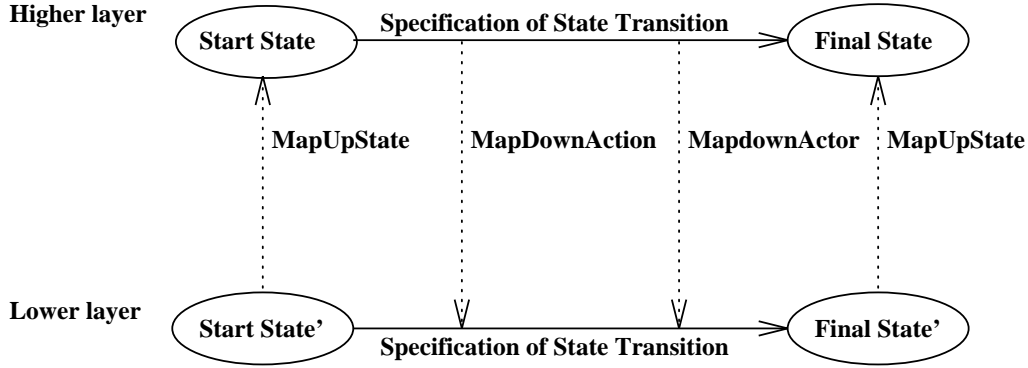 Higher layer
Specification of State Transition
Start State
Final State
MapUpState
MapDownAction
MapdownActor
MapUpState
Lower layer
Start State’
Final State’
Specification of State Transition